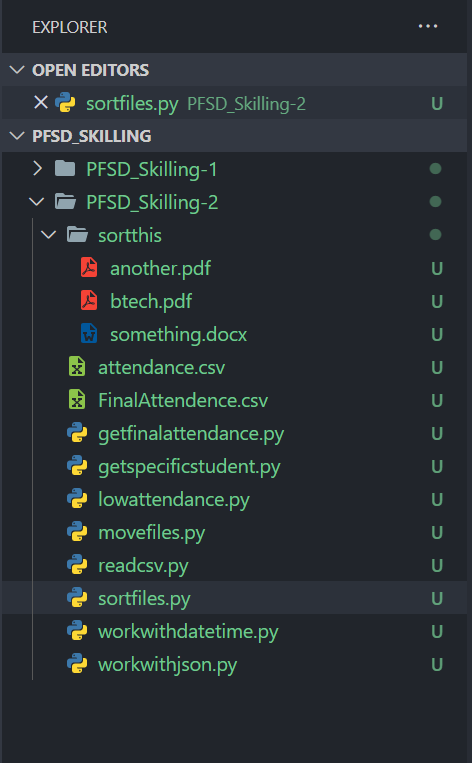 EXPLORER ...
OPEN EDITORS
sortfiles.py PFSD_Skilling-2 U
PFSD_SKILLING
PFSD_Skilling-1
PFSD_Skilling-2
sortthis
another.pdf U
btech.pdf U
something.docx U
attendance.csv U
FinalAttendence.csv U
getfinalattendance.py U
getspecificstudent.py U
lowattendance.py U
movefiles.py U
readcsv.py U
sortfiles.py U
workwithdatetime.py U
workwithjson.py U